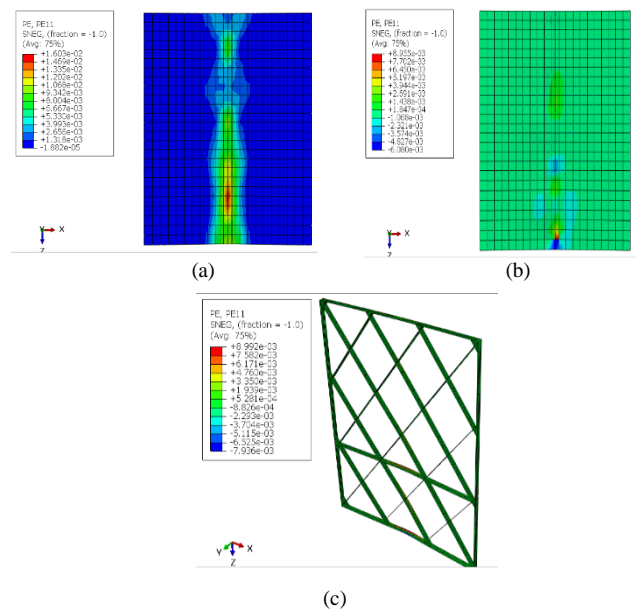 PE, PE11
SNEG, (fraction = -1.0)
(Avg: 75%)
+1.603e-02
+1.469e-02
+1.335e-02
+1.202e-02
+1.068e-02
+9.342e-03
+8.004e-03
+6.667e-03
+5.330e-03
+3.993e-03
+2.656e-03
+1.318e-03
-1.882e-05
Y X
Z
(a)
PE, PE11
SNEG, (fraction = -1.0)
(Avg: 75%)
+8.955e-03
+7.702e-03
+6.450e-03
+5.197e-03
+3.944e-03
+2.691e-03
+1.438e-03
+1.847e-04
-1.068e-03
-2.321e-03
-3.574e-03
-4.827e-03
-6.080e-03
Y X
Z
(b)
PE, PE11
SNEG, (fraction = -1.0)
(Avg: 75%)
+8.992e-03
+7.582e-03
+6.171e-03
+4.760e-03
+3.350e-03
+1.939e-03
+5.281e-04
-8.826e-04
-2.293e-03
-3.704e-03
-5.115e-03
-6.525e-03
-7.936e-03
Y X
Z
(c)